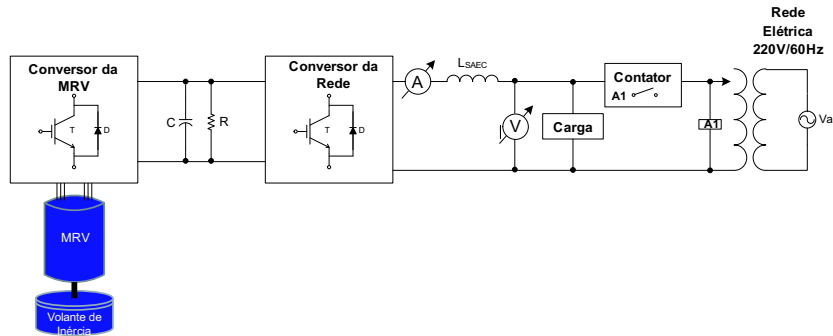 Rede
Elétrica
220V/60Hz
Conversor da
MRV
T
D
C
R
Conversor da
Rede
T
D
A
LSAEC
V
Carga
Contator
A1
A1
Va
MRV
Volante de
Inércia